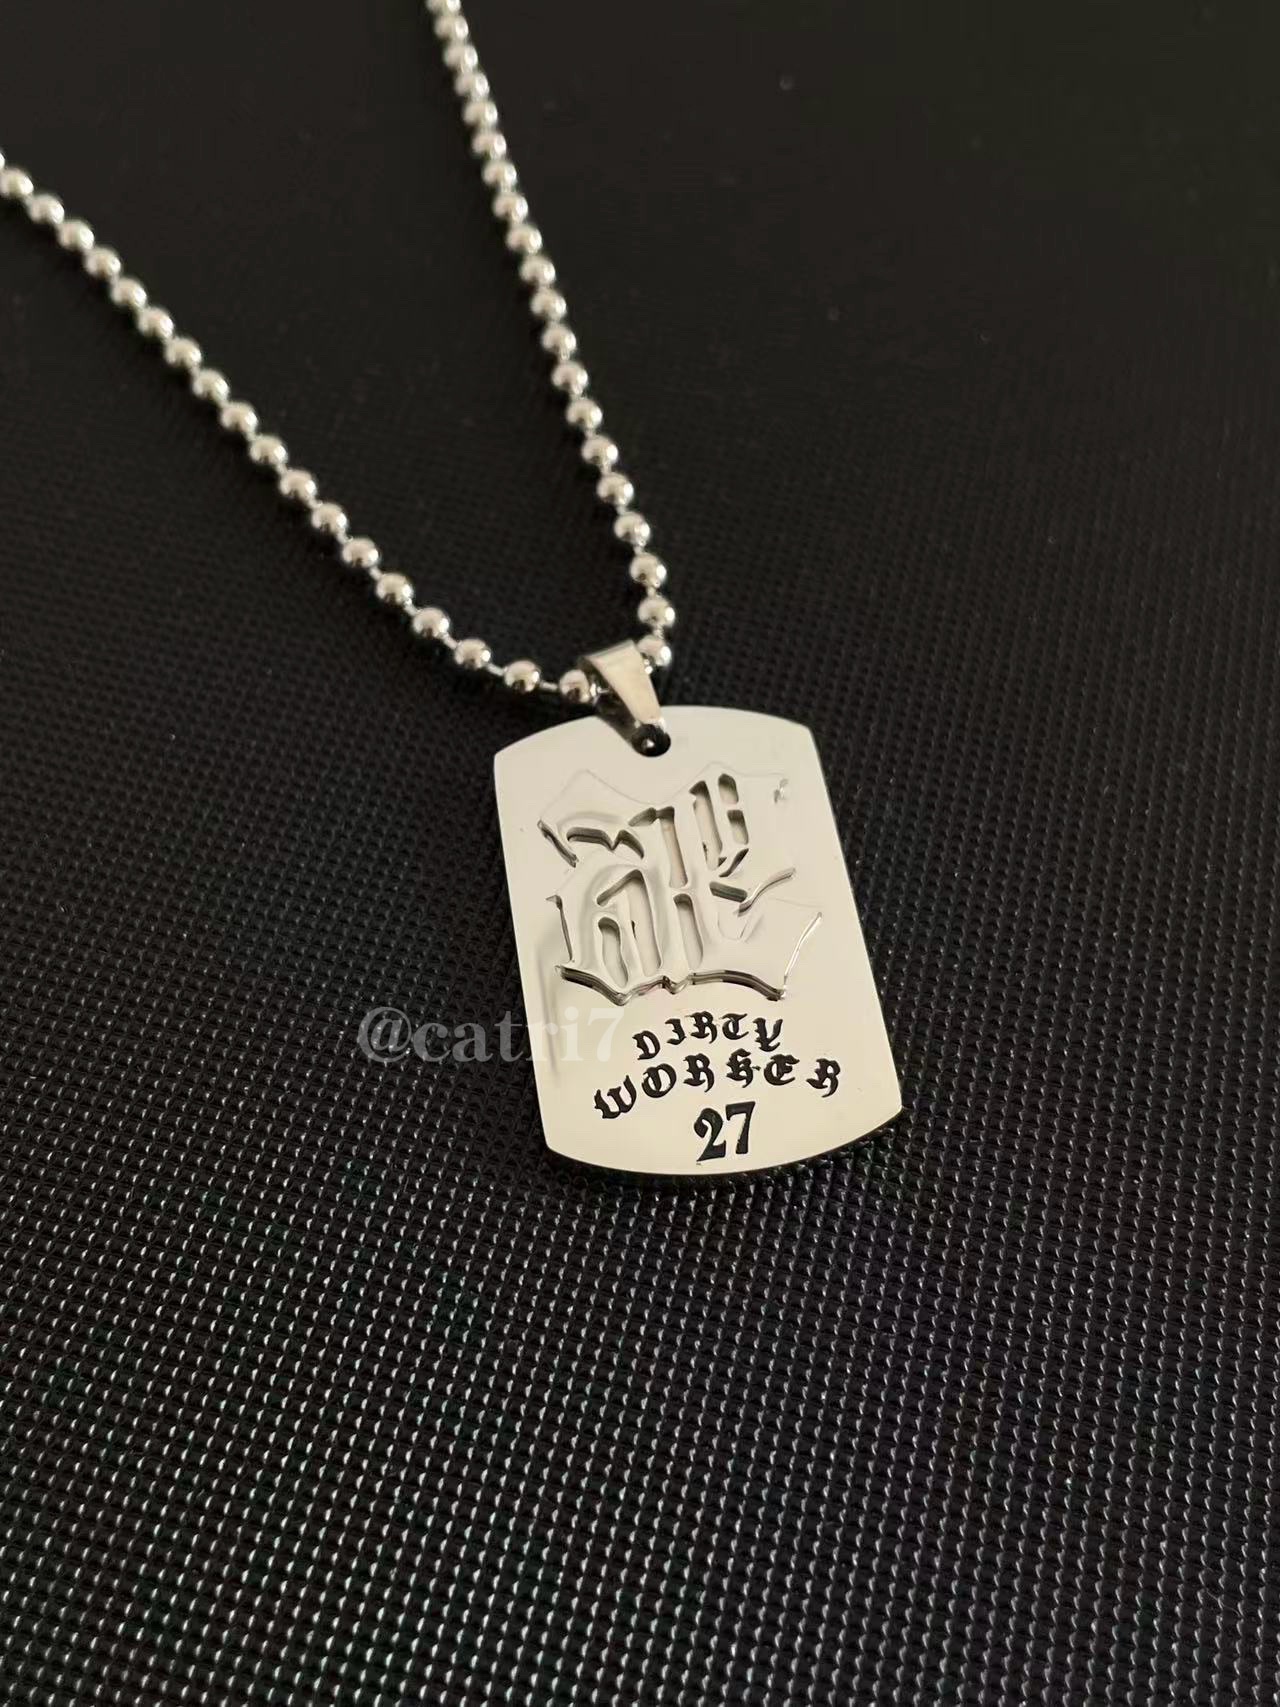 @catri7
DIRTY
WORKER
27